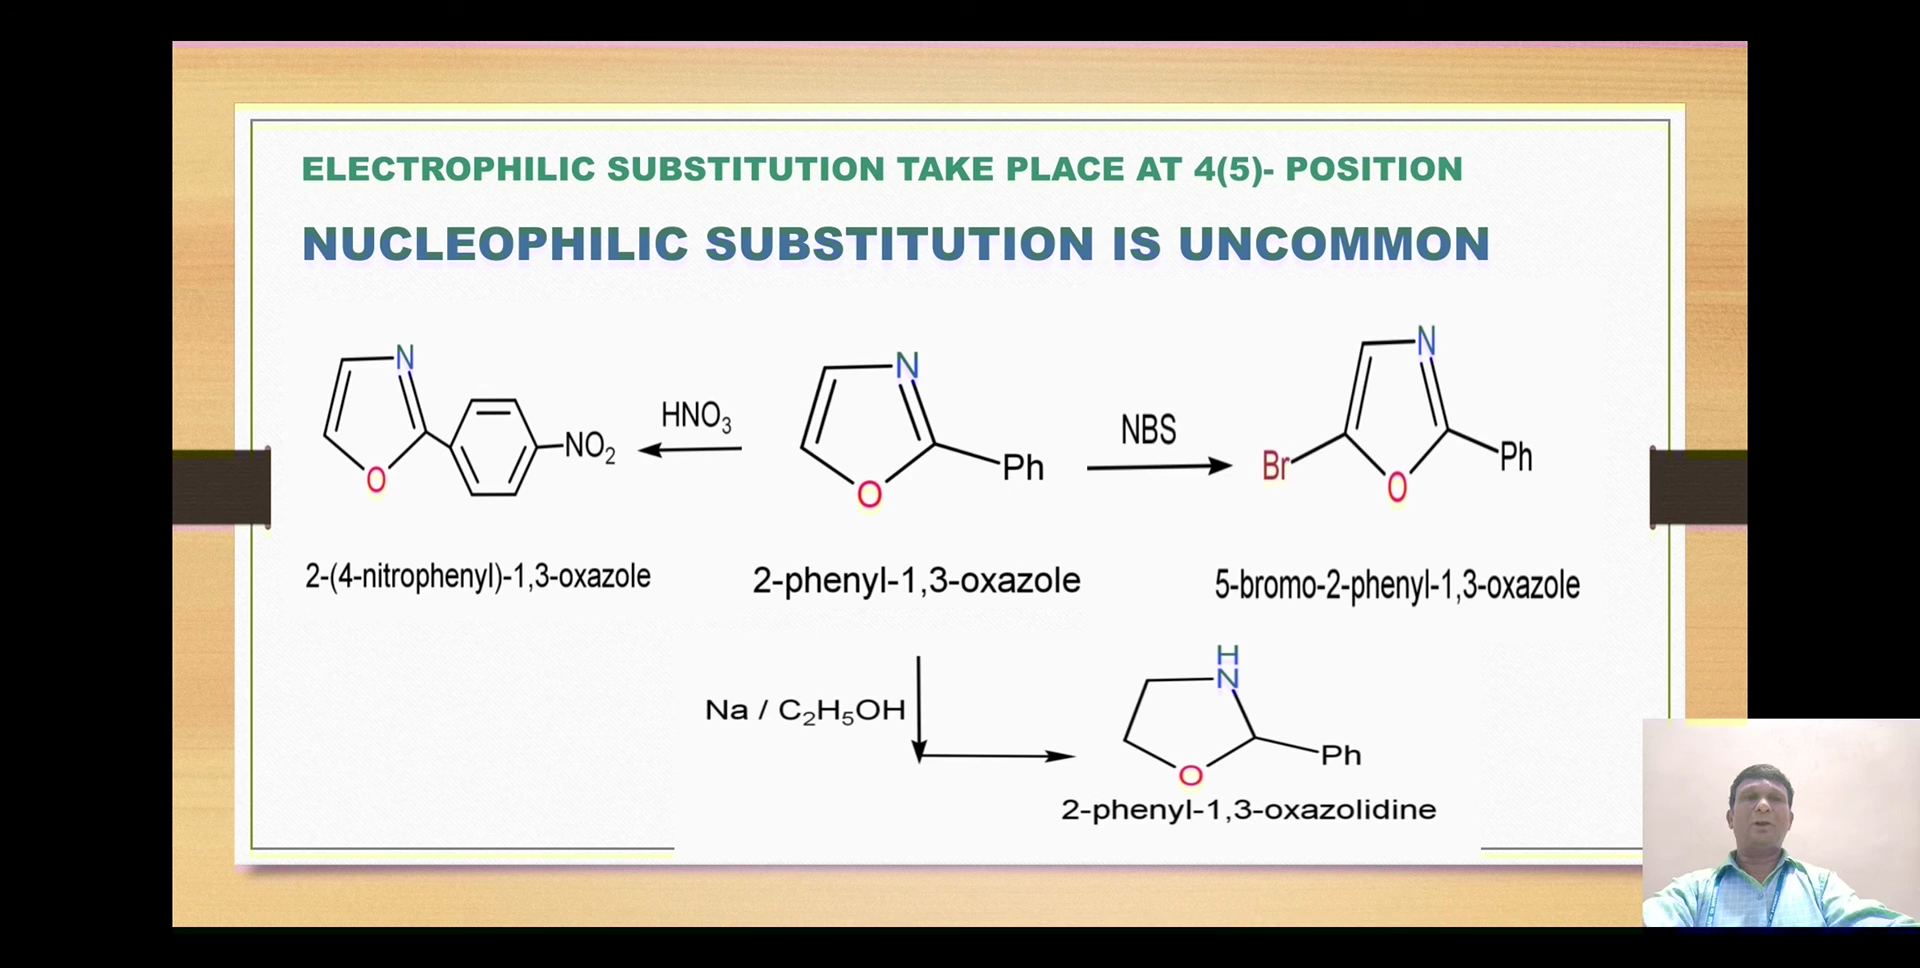 ELECTROPHILIC SUBSTITUTION TAKE PLACE AT 4(5)- POSITION
NUCLEOPHILIC SUBSTITUTION IS UNCOMMON
N
O
NO2
HNO3
N
O
Ph
NBS
N
Br
O
Ph
2-(4-nitrophenyl)-1,3-oxazole
2-phenyl-1,3-oxazole
5-bromo-2-phenyl-1,3-oxazole
Na / C2H5OH
H
N
O
Ph
2-phenyl-1,3-oxazolidine